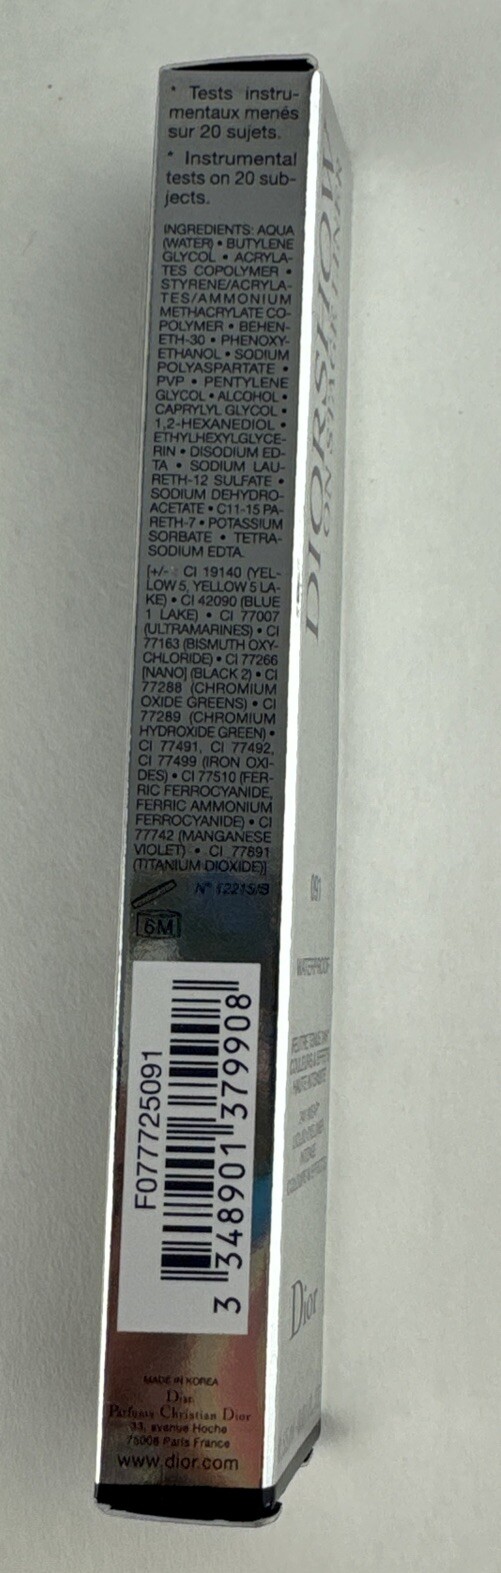 * Tests instru-
mentaux menés
sur 20 sujets.
* Instrumental
tests on 20 sub-
jects.
INGREDIENTS: AQUA
(WATER) • BUTYLENE
GLYCOL • ACRYLA-
TES COPOLYMER •
STYRENE/ACRYLA-
TES/AMMONIUM
METHACRYLATE CO-
POLYMER • BEHEN-
ETH-30 • PHENOXY-
ETHANOL • SODIUM
POLYASPARTATE •
PVP • PENTYLENE
GLYCOL • ALCOHOL •
CAPRYLYL GLYCOL •
1,2-HEXANEDIOL •
ETHYLHEXYLGLYCE-
RIN • DISODIUM ED-
TA • SODIUM LAU-
RETH-12 SULFATE •
SODIUM DEHYDRO-
ACETATE • C11-15 PA-
RETH-7 • POTASSIUM
SORBATE • TETRA-
SODIUM EDTA.
[+/- CI 19140 (YEL-
LOW 5, YELLOW 5 LA-
KE) • CI 42090 (BLUE
1 LAKE) • CI 77007
(ULTRAMARINES) • CI
77163 (BISMUTH OXY-
CHLORIDE) • CI 77266
[NANO] (BLACK 2) • CI
77288 (CHROMIUM
OXIDE GREENS) • CI
77289 (CHROMIUM
HYDROXIDE GREEN) •
CI 77491, CI 77492,
CI 77499 (IRON OXI-
DES) • CI 77510 (FER-
RIC FERROCYANIDE,
FERRIC AMMONIUM
FERROCYANIDE) • CI
77742 (MANGANESE
VIOLET) • CI 77891
(TITANIUM DIOXIDE)]
N° 12219/B
6M
F077725091
3 348901 379908
MADE IN KOREA
Dior
Parfums Christian Dior
33, avenue Hoche
75008 Paris France
www.dior.com
DIORSHOW
ON STAGE LINER
091
WATERPROOF
Dior